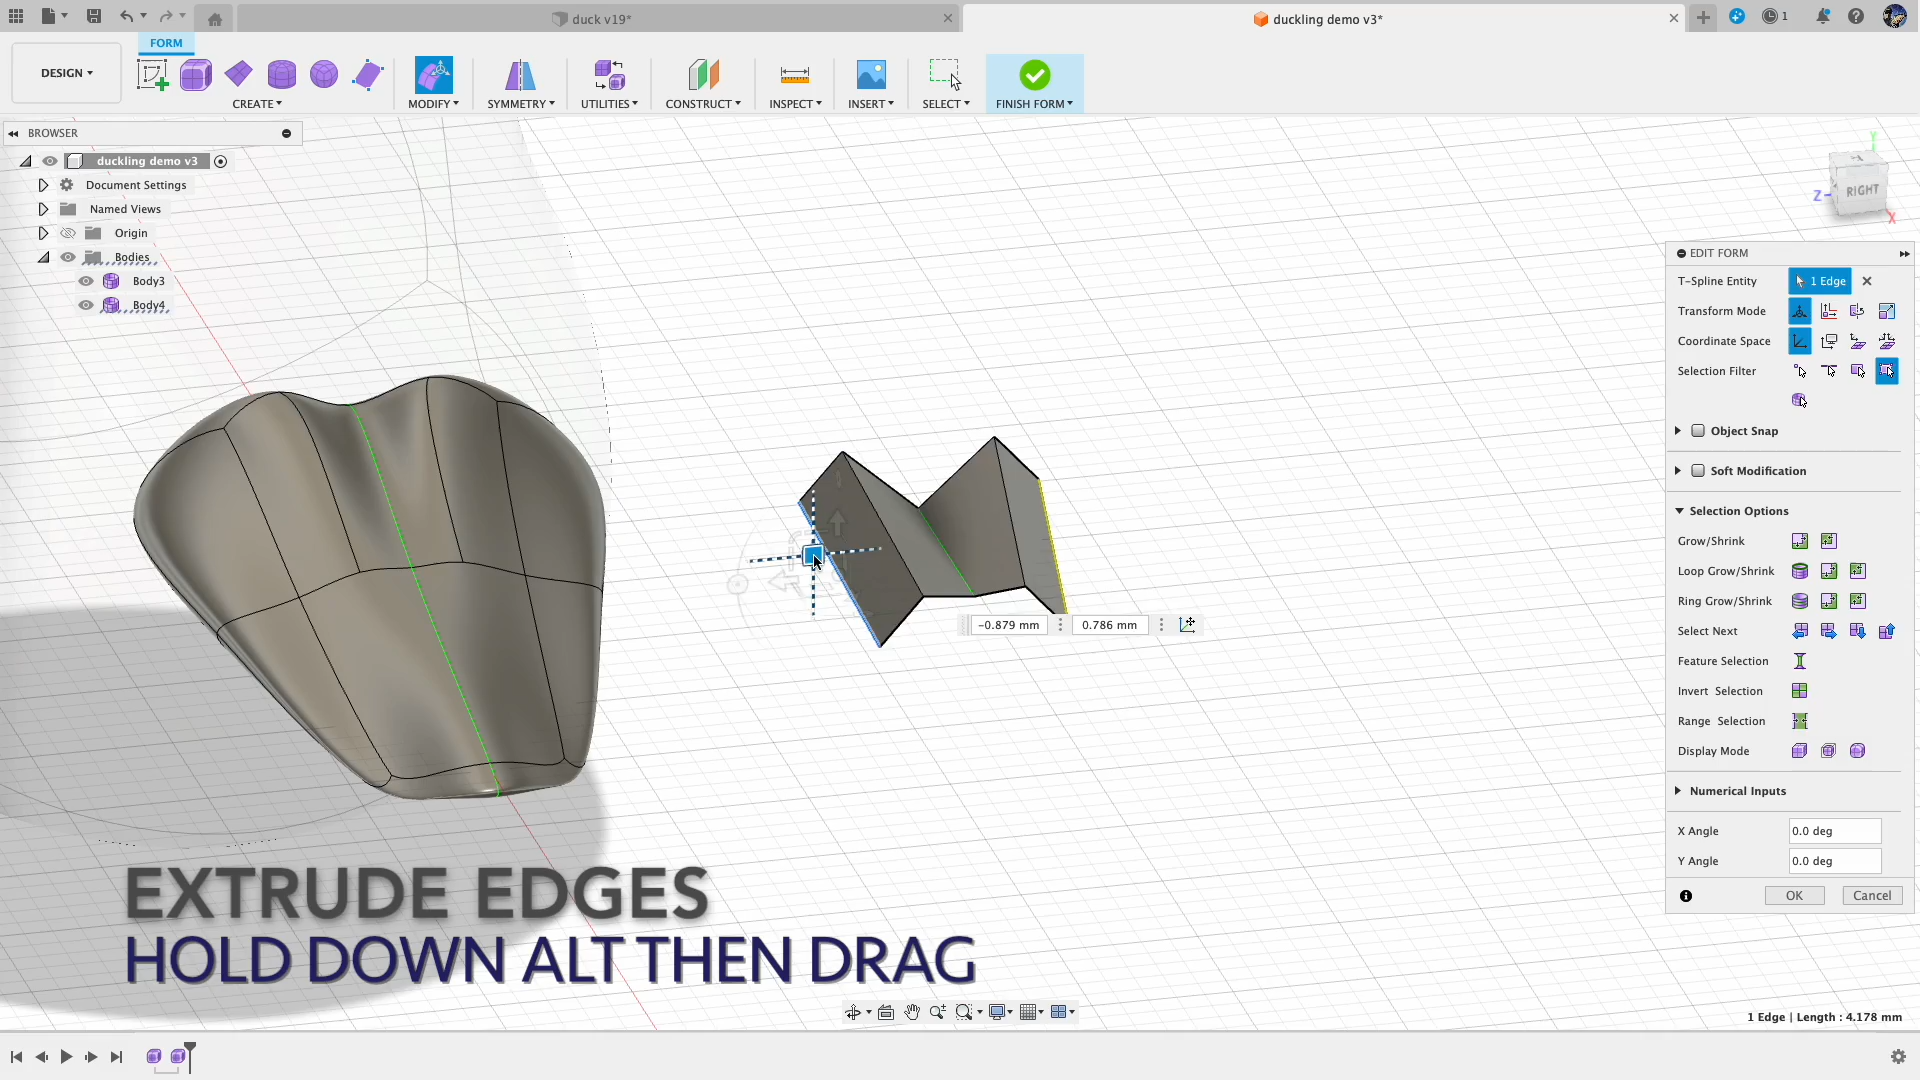 duck v19*
duckling demo v3*
1
FORM
DESIGN
CREATE
MODIFY
SYMMETRY
UTILITIES
CONSTRUCT
INSPECT
INSERT
SELECT
FINISH FORM
BROWSER
duckling demo v3
Document Settings
Named Views
Origin
Bodies
Body3
Body4
Y
RIGHT
Z
X
EDIT FORM
T-Spline Entity
1 Edge
Transform Mode
Coordinate Space
Selection Filter
Object Snap
Soft Modification
Selection Options
Grow/Shrink
Loop Grow/Shrink
Ring Grow/Shrink
Select Next
Feature Selection
Invert Selection
Range Selection
Display Mode
Numerical Inputs
X Angle
0.0 deg
Y Angle
0.0 deg
OK
Cancel
-0.879 mm
0.786 mm
EXTRUDE EDGES
HOLD DOWN ALT THEN DRAG
1 Edge | Length : 4.178 mm